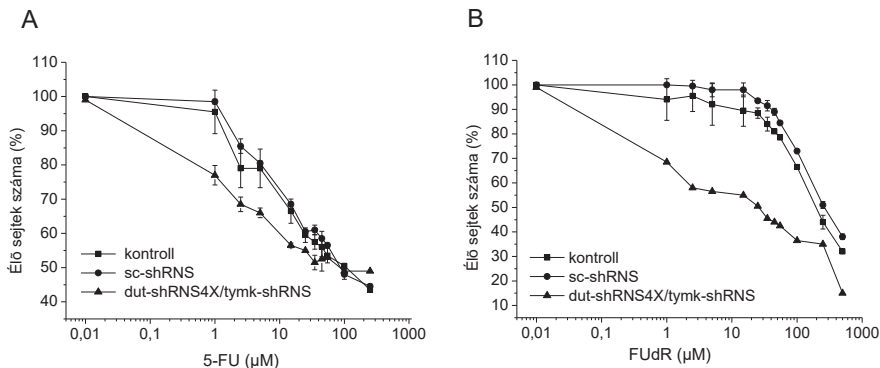 A
110
100
90
80
70
60
50
40
Élő sejtek száma (%)
kontroll
sc-shRNS
dut-shRNS4X/tymk-shRNS
0,01 0,1 1 10 100 1000
5-FU (µM)
B
110
100
90
80
70
60
50
40
30
20
10
Élő sejtek száma (%)
kontroll
sc-shRNS
dut-shRNS4X/tymk-shRNS
0,01 0,1 1 10 100 1000
FUdR (µM)